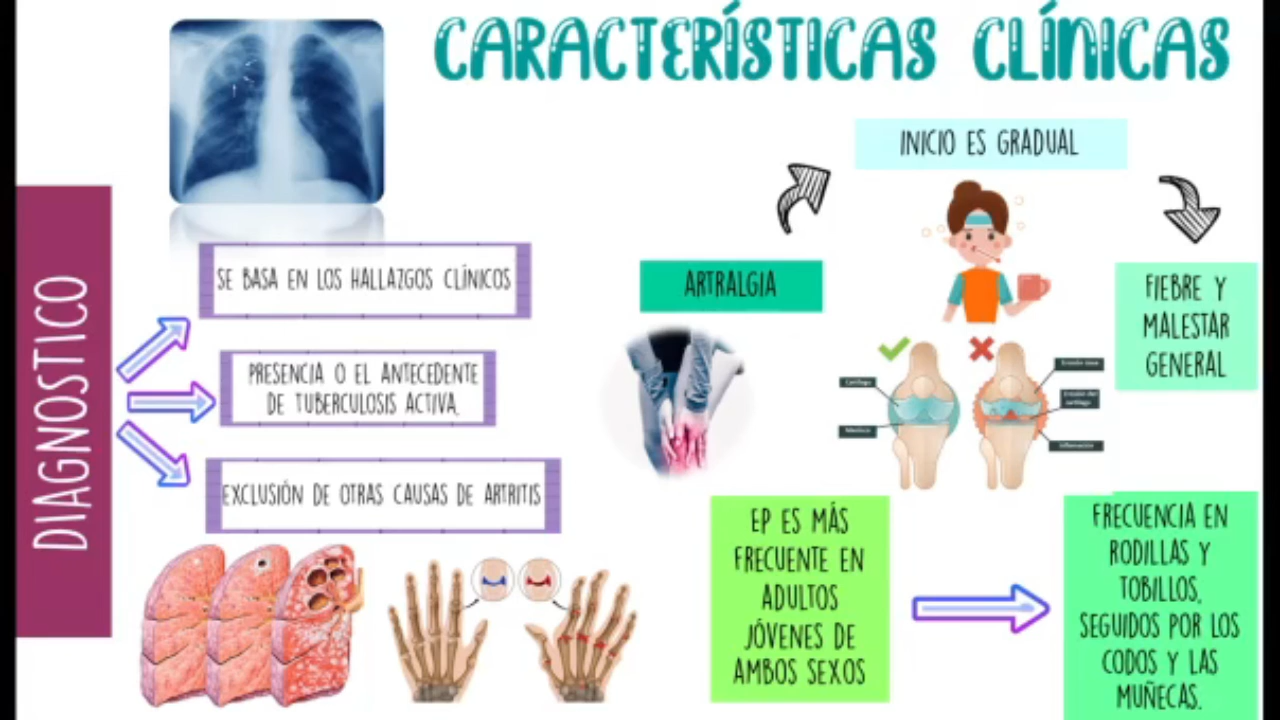 CARACTERÍSTICAS CLÍNICAS
DIAGNOSTICO
SE BASA EN LOS HALLAZGOS CLÍNICOS
PRESENCIA O EL ANTECEDENTE
DE TUBERCULOSIS ACTIVA,
EXCLUSIÓN DE OTRAS CAUSAS DE ARTRITIS
ARTRALGIA
INICIO ES GRADUAL
FIEBRE Y
MALESTAR
GENERAL
EP ES MÁS
FRECUENTE EN
ADULTOS
JÓVENES DE
AMBOS SEXOS
FRECUENCIA EN
RODILLAS Y
TOBILLOS,
SEGUIDOS POR LOS
CODOS Y LAS
MUÑECAS.